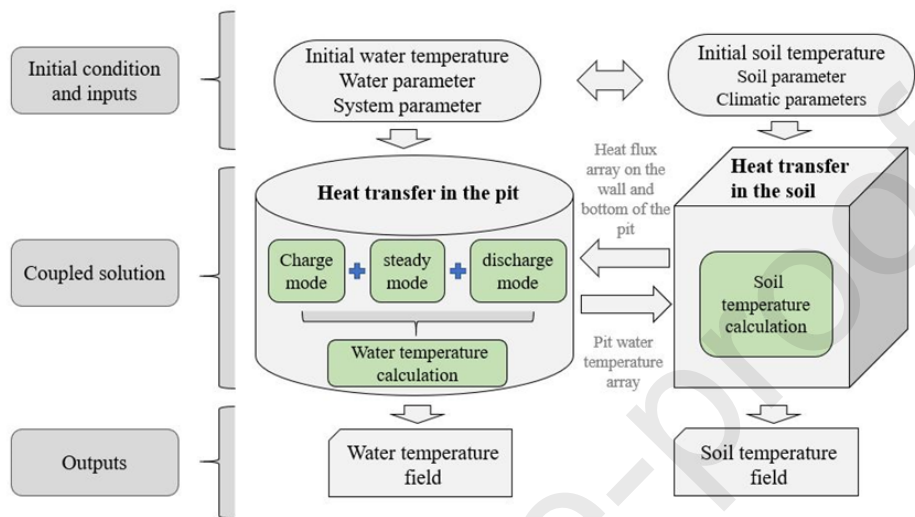 Initial condition
and inputs
Initial water temperature
Water parameter
System parameter
Initial soil temperature
Soil parameter
Climatic parameters
Coupled solution
Heat transfer in the pit
Charge
mode
steady
mode
discharge
mode
Water temperature
calculation
Heat flux
array on the
wall and
bottom of the
pit
Pit water
temperature
array
Heat transfer
in the soil
Soil
temperature
calculation
Outputs
Water temperature
field
Soil temperature
field